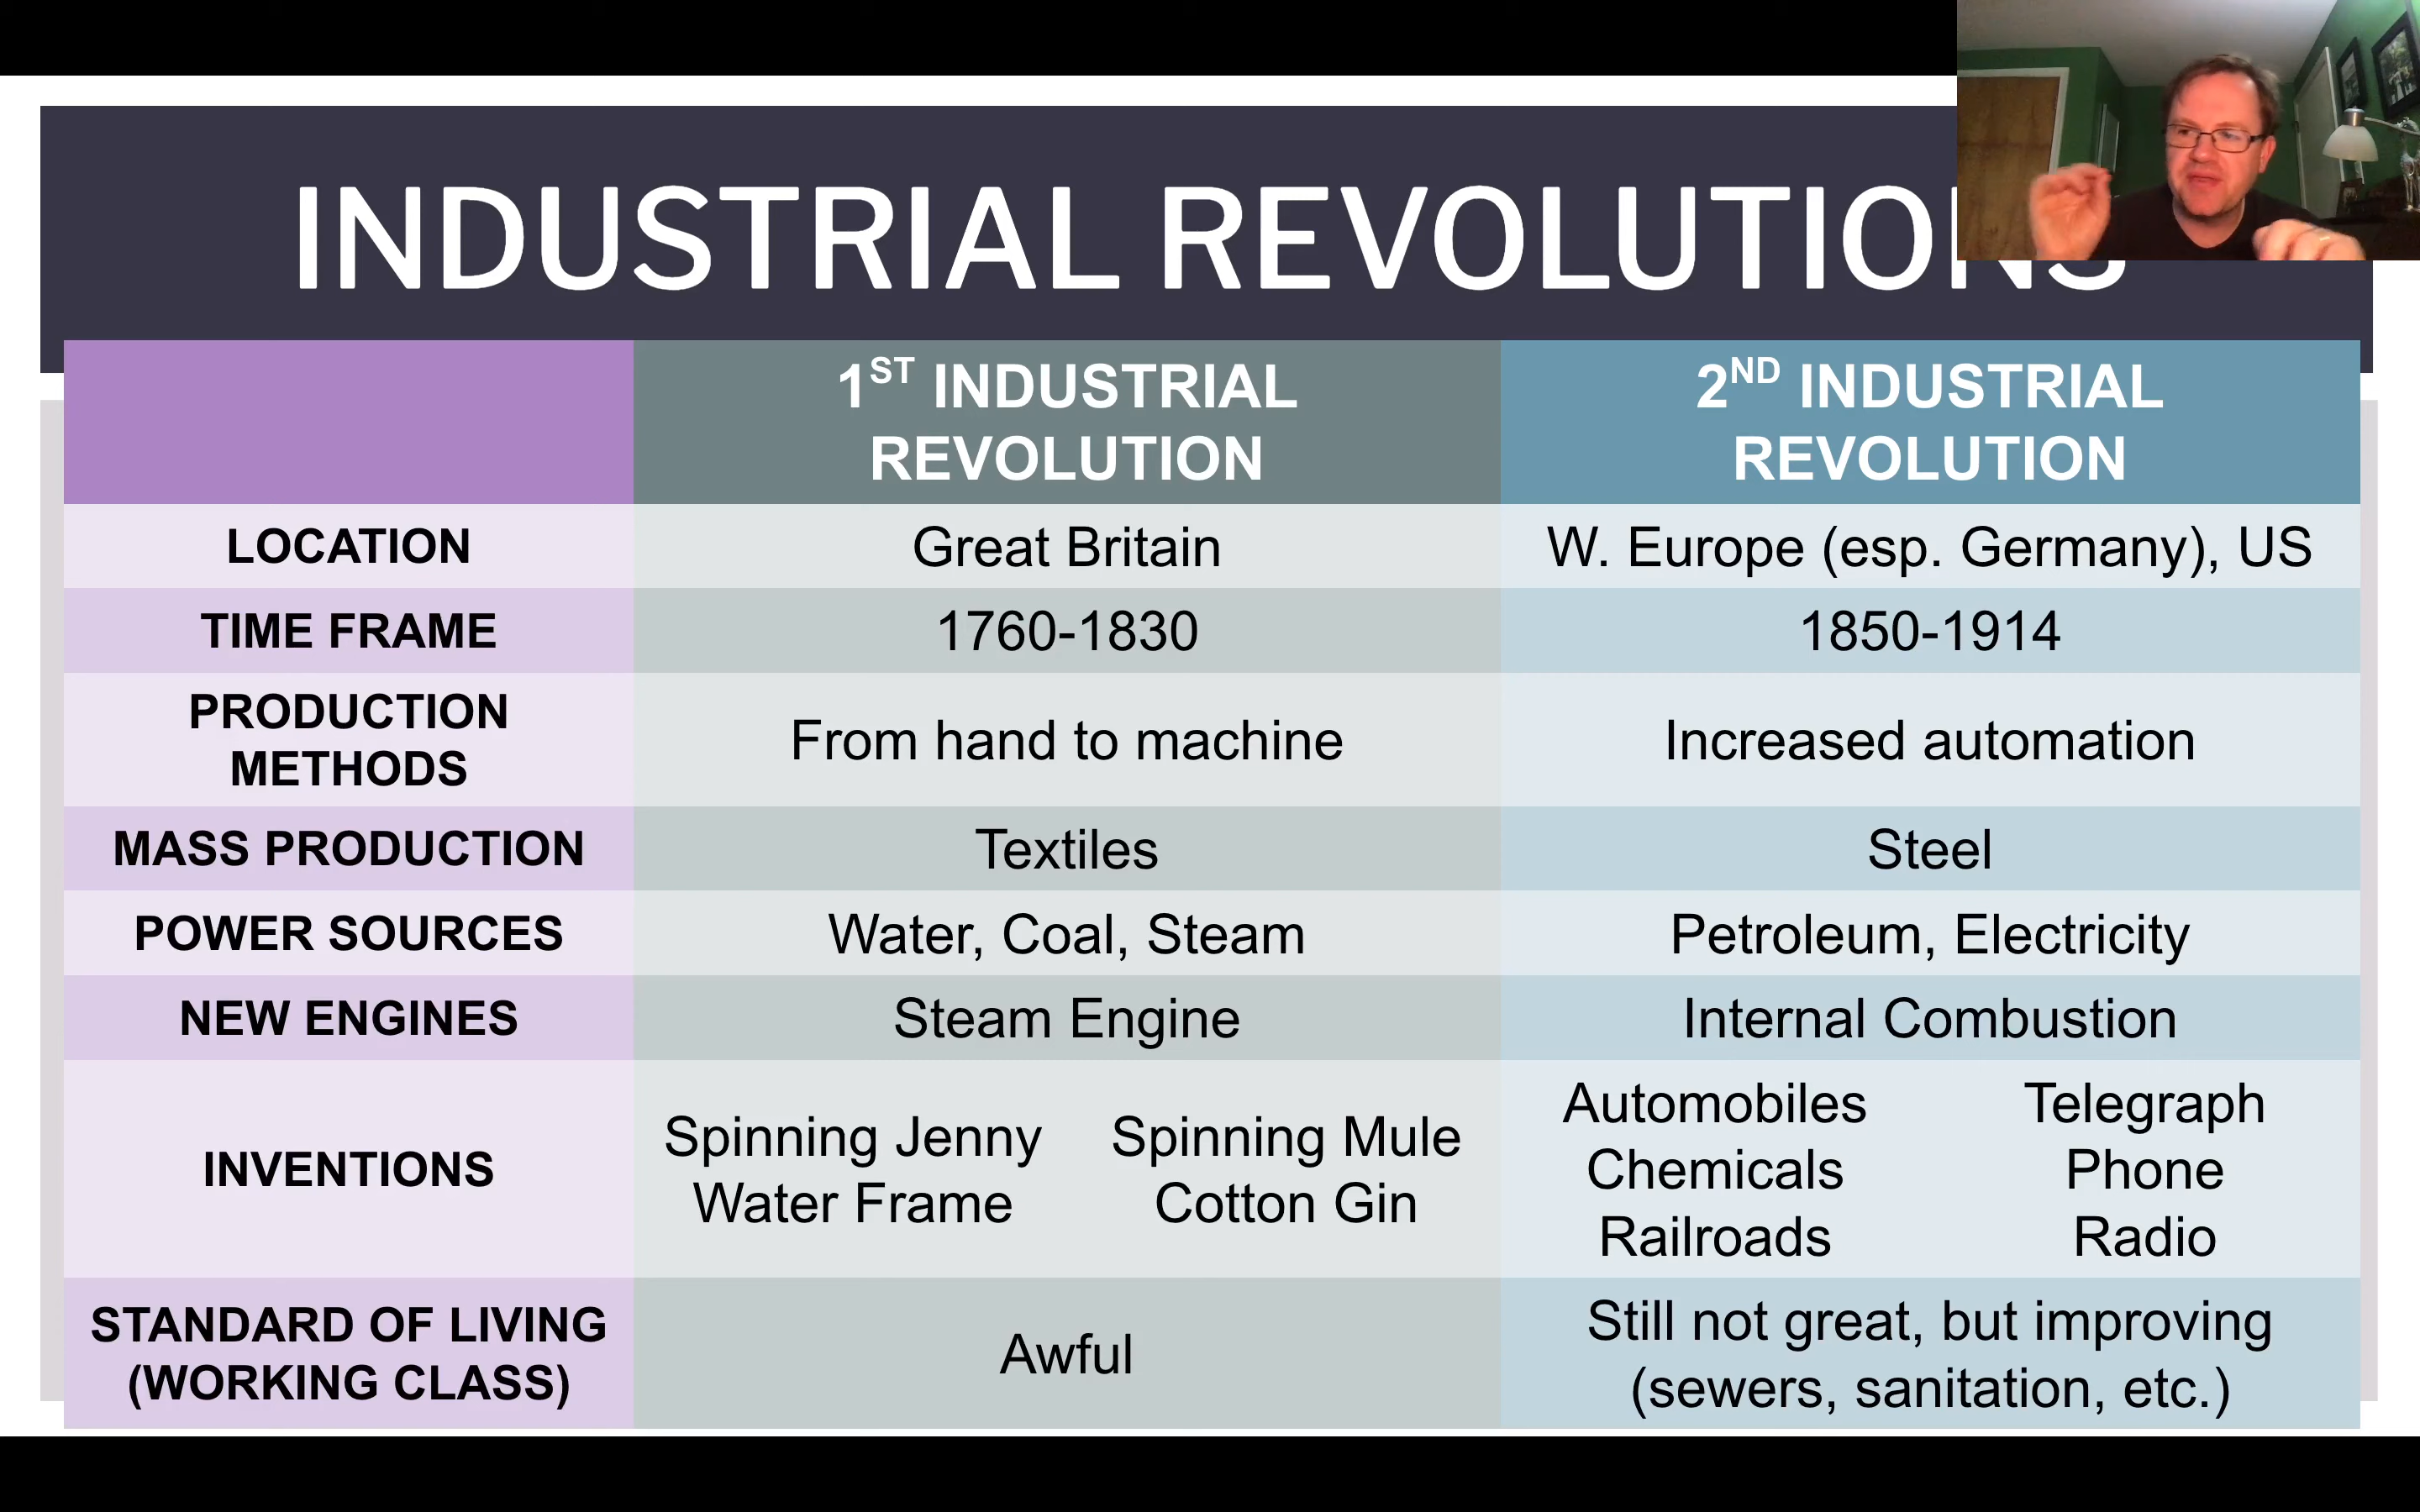 INDUSTRIAL REVOLUTIONS
1ST INDUSTRIAL REVOLUTION
2ND INDUSTRIAL REVOLUTION
LOCATION
Great Britain
W. Europe (esp. Germany), US
TIME FRAME
1760-1830
1850-1914
PRODUCTION METHODS
From hand to machine
Increased automation
MASS PRODUCTION
Textiles
Steel
POWER SOURCES
Water, Coal, Steam
Petroleum, Electricity
NEW ENGINES
Steam Engine
Internal Combustion
INVENTIONS
Spinning Jenny
Water Frame
Spinning Mule
Cotton Gin
Automobiles
Chemicals
Railroads
Telegraph
Phone
Radio
STANDARD OF LIVING
(WORKING CLASS)
Awful
Still not great, but improving
(sewers, sanitation, etc.)